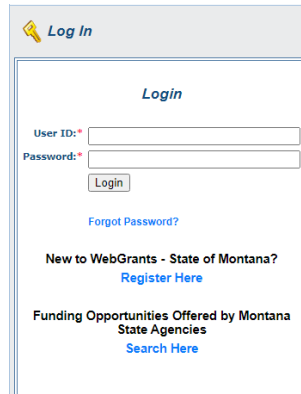 Log In
Login
User ID:*
Password:*
Login
Forgot Password?
New to WebGrants - State of Montana?
Register Here
Funding Opportunities Offered by Montana
State Agencies
Search Here